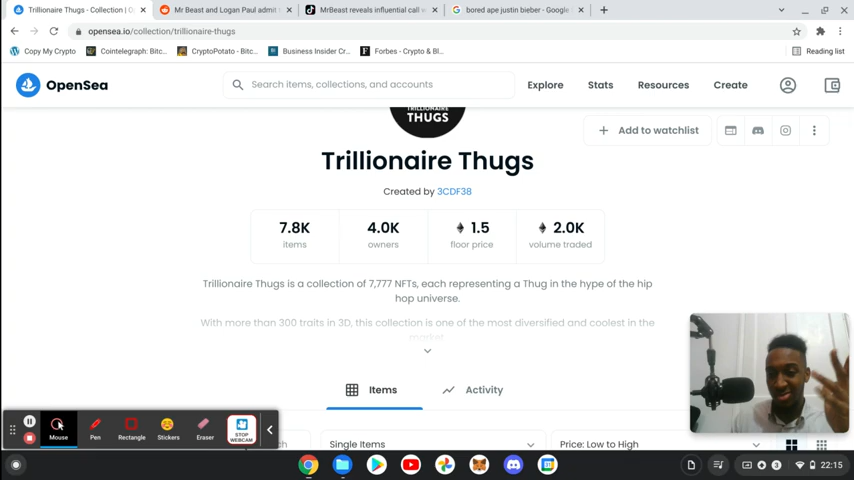 Trillionaire Thugs - Collection | O
Mr Beast and Logan Paul admit
MrBeast reveals influential call w
bored ape justin bieber - Google
opensea.io/collection/trillionaire-thugs
Copy My Crypto
Cointelegraph: Bitc...
CryptoPotato - Bitc...
Business Insider Cr...
Forbes - Crypto & Bl...
Reading list
OpenSea
Search items, collections, and accounts
Explore
Stats
Resources
Create
TRILLIONAIRE
THUGS
Add to watchlist
Trillionaire Thugs
Created by 3CDF38
7.8K
items
4.0K
owners
1.5
floor price
2.0K
volume traded
Trillionaire Thugs is a collection of 7,777 NFTs, each representing a Thug in the hype of the hip
hop universe.
With more than 300 traits in 3D, this collection is one of the most diversified and coolest in the
market.
Items
Activity
Mouse
Pen
Rectangle
Stickers
Eraser
STOP
WEBCAM
Single Items
Price: Low to High
31
3
22:15